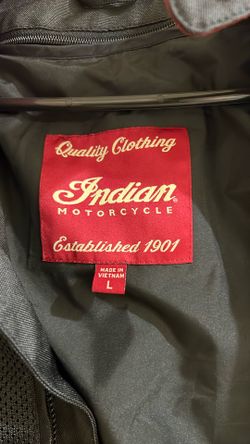 Quality Clothing
Indian®
MOTORCYCLE
Established 1901
MADE IN
VIETNAM
L